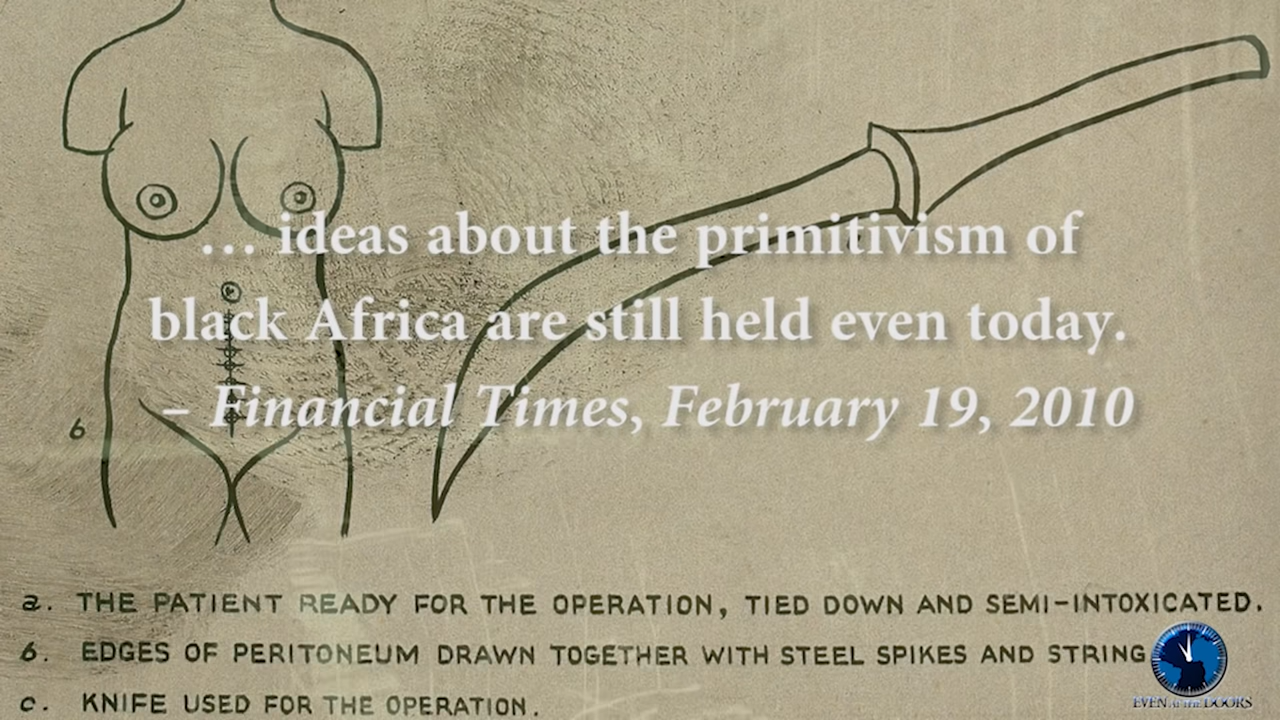 … ideas about the primitivism of
black Africa are still held even today.
– Financial Times, February 19, 2010
6
a. THE PATIENT READY FOR THE OPERATION, TIED DOWN AND SEMI-INTOXICATED.
b. EDGES OF PERITONEUM DRAWN TOGETHER WITH STEEL SPIKES AND STRING
c. KNIFE USED FOR THE OPERATION.
EVEN AT THE DOORS